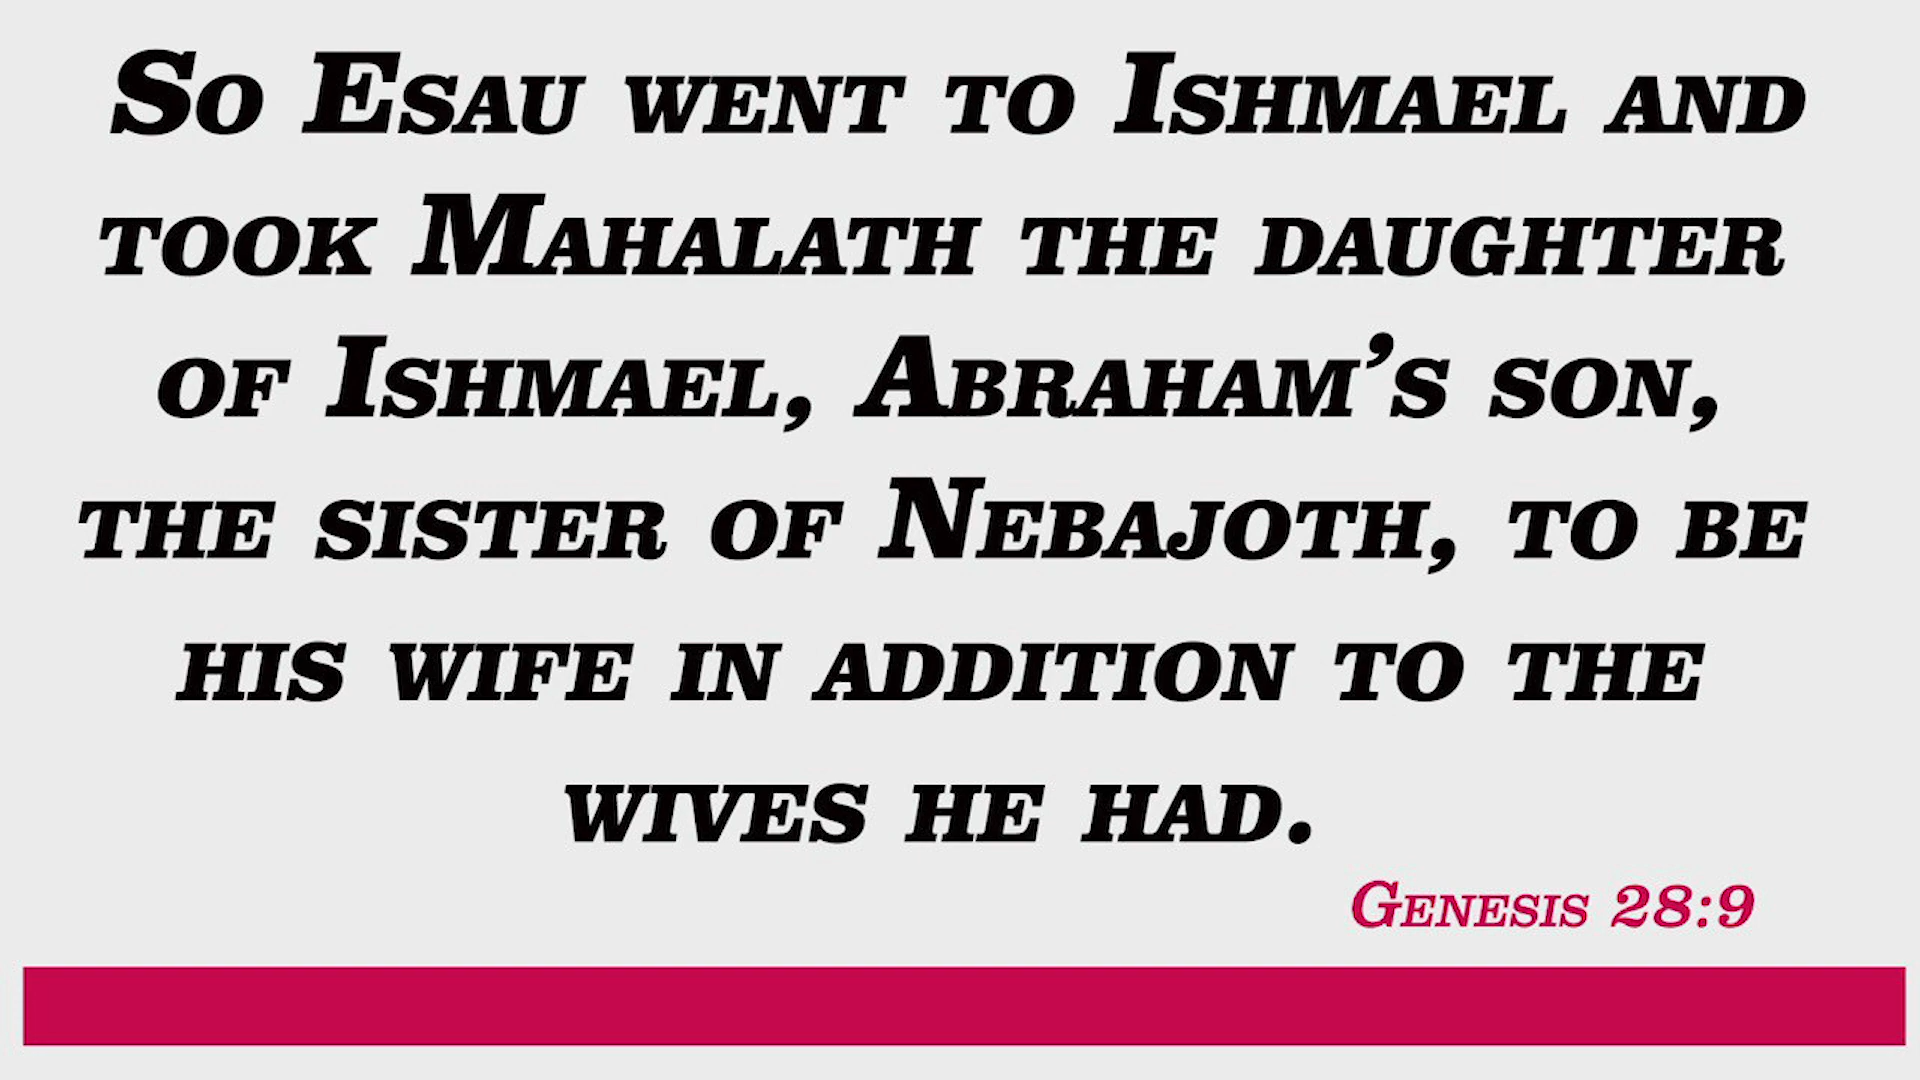 So Esau went to Ishmael and
took Mahalath the daughter
of Ishmael, Abraham’s son,
the sister of Nebajoth, to be
his wife in addition to the
wives he had.
Genesis 28:9